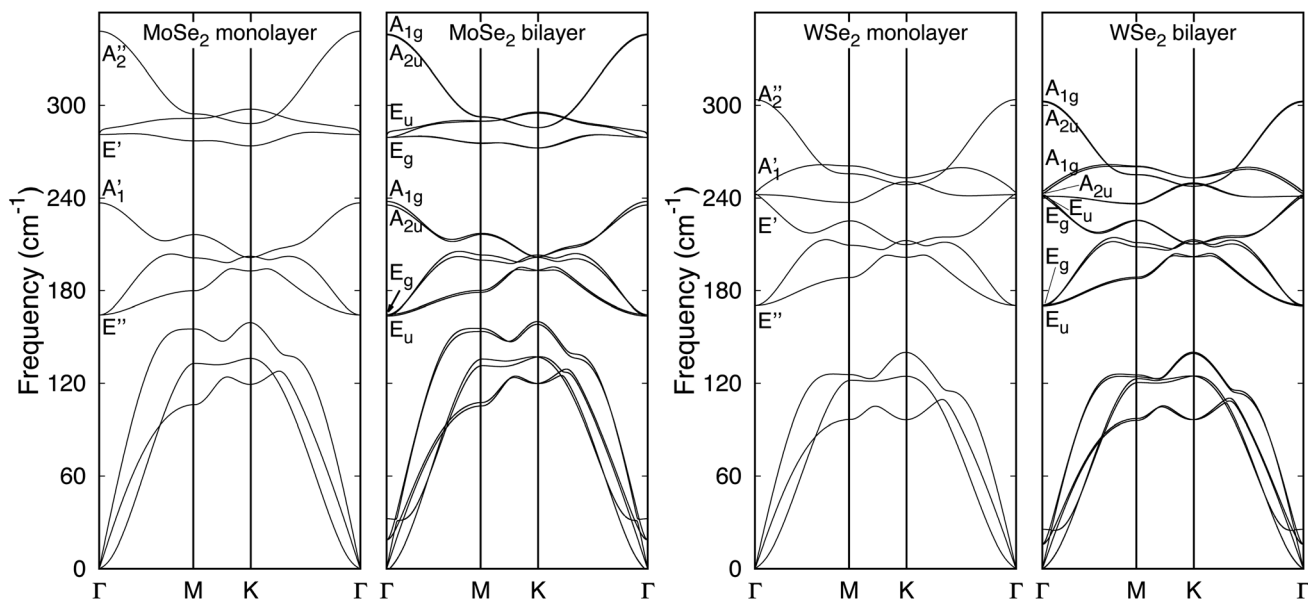 MoSe₂ monolayer
MoSe₂ bilayer
WSe₂ monolayer
WSe₂ bilayer
Frequency (cm⁻¹)
300
240
180
120
60
0
A₂''
E'
A₁'
E''
Γ M K Γ
A₁g
A₂u
Eu
Eg
A₁g
A₂u
Eg
Eu
Γ M K Γ
Frequency (cm⁻¹)
300
240
180
120
60
0
A₂''
A₁'
E'
E''
Γ M K Γ
A₁g
A₂u
A₁g
A₂u
Eu
Eg
Eg
Eu
Γ M K Γ